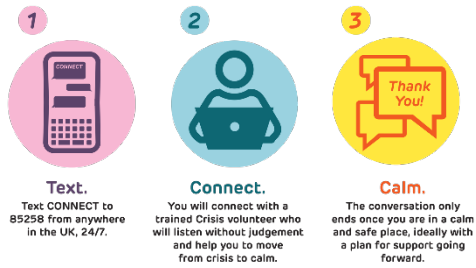 1
CONNECT
Text.
Text CONNECT to
85258 from anywhere
in the UK, 24/7.
2
Connect.
You will connect with a
trained Crisis volunteer who
will listen without judgement
and help you to move
from crisis to calm.
3
Thank
You!
Calm.
The conversation only
ends once you are in a calm
and safe place, ideally with
a plan for support going
forward.